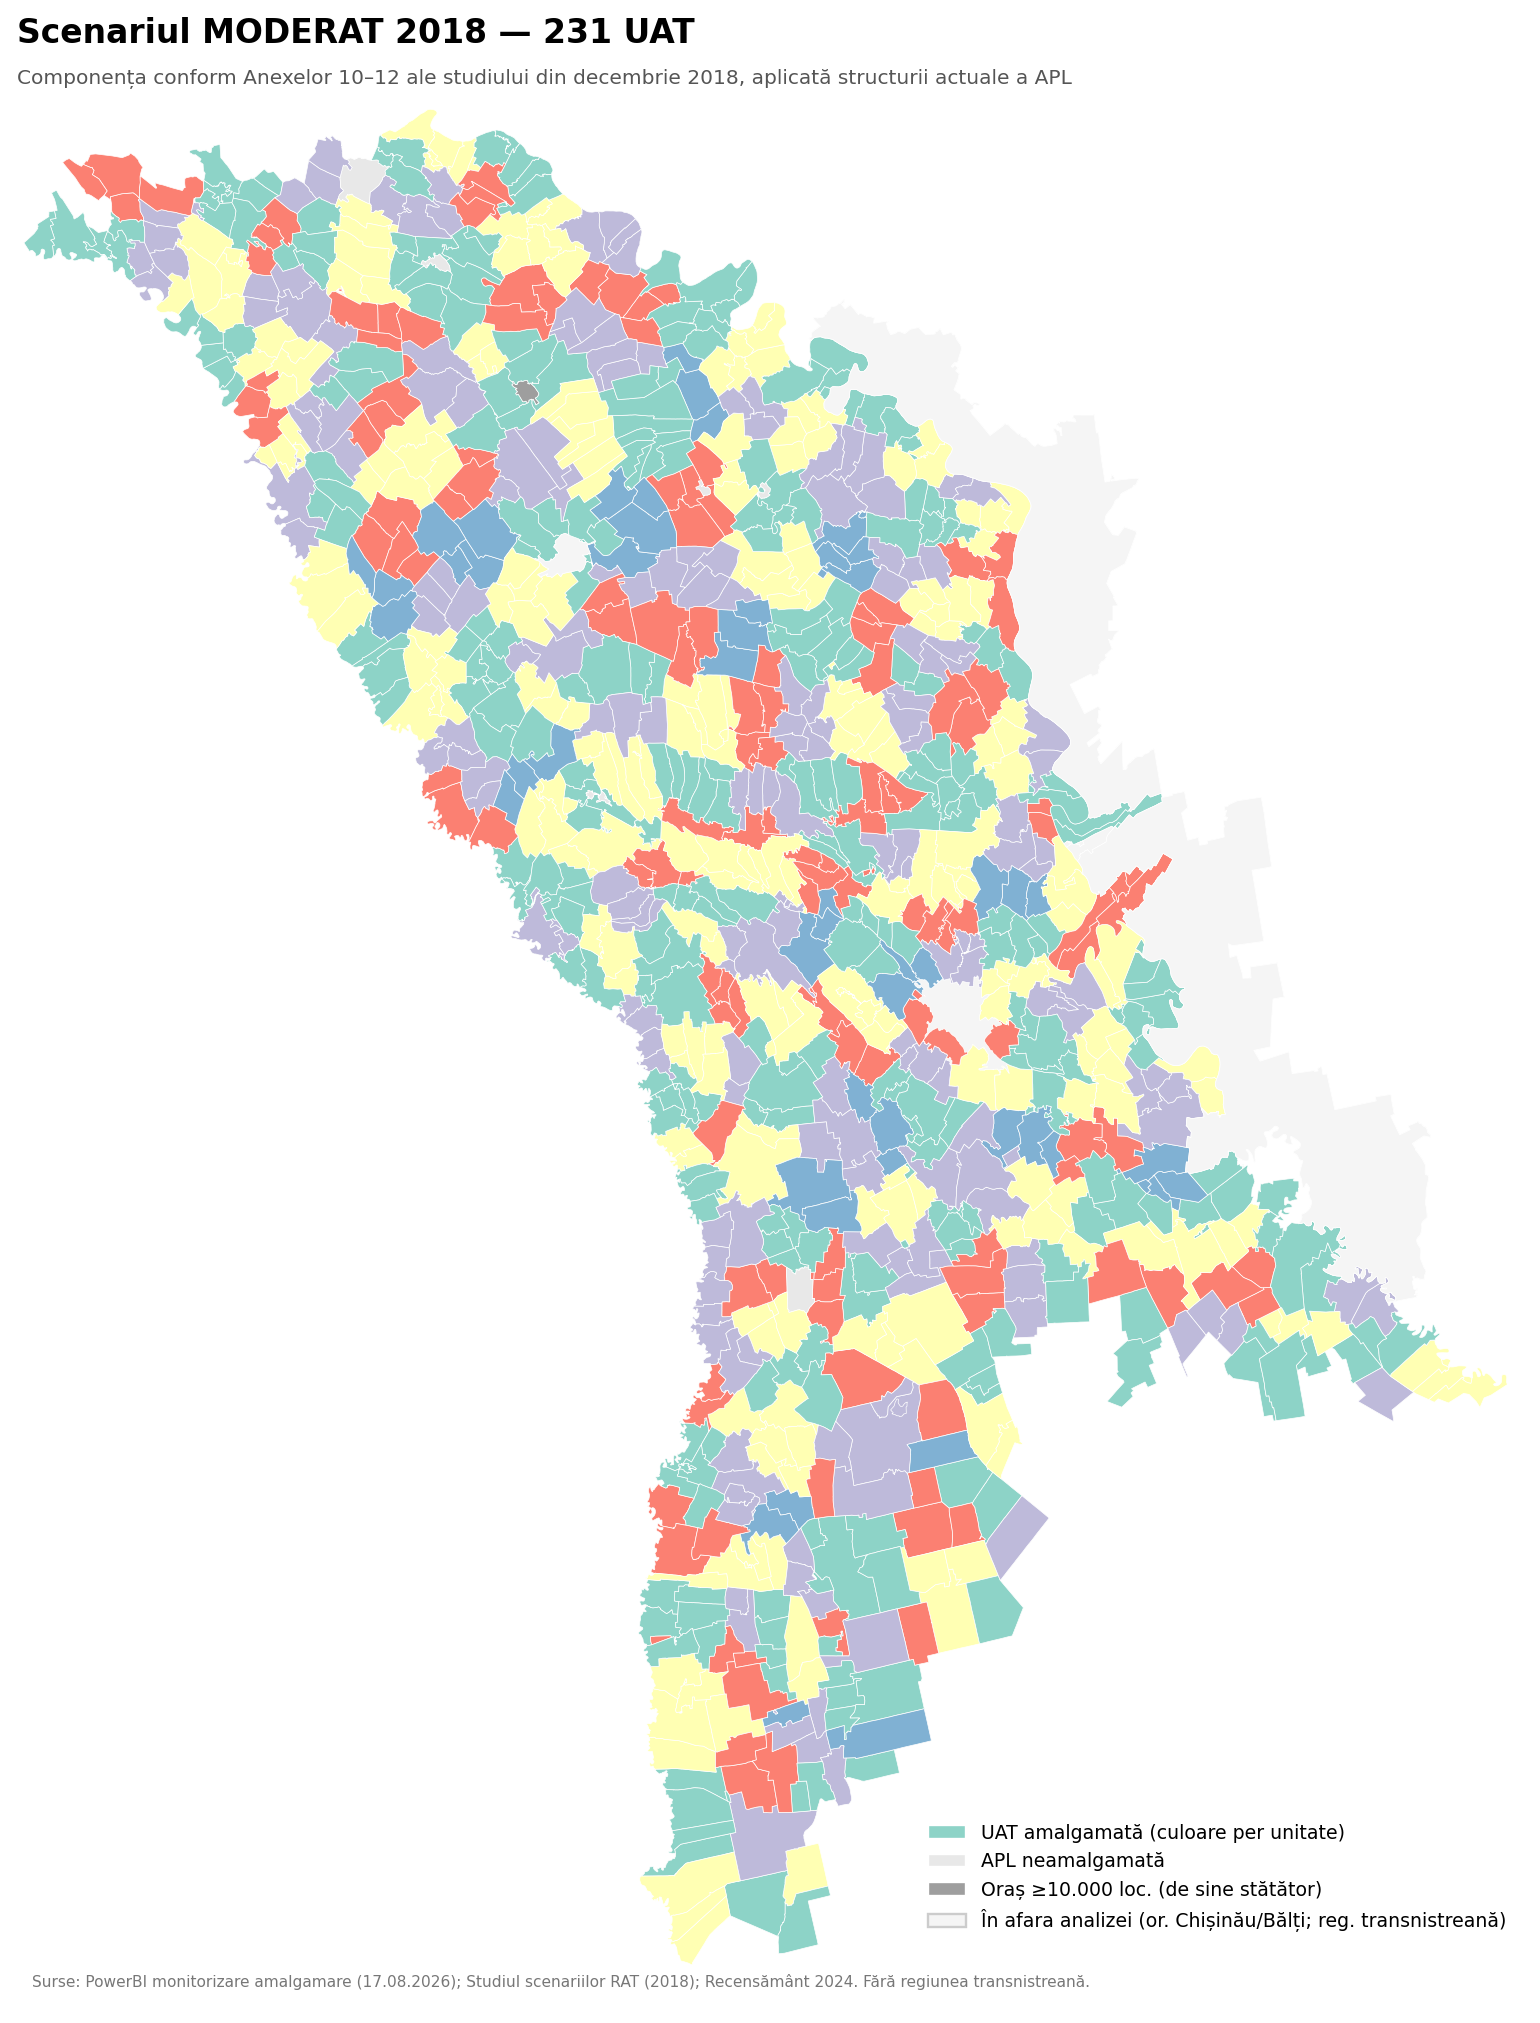 Scenariul MODERAT 2018 — 231 UAT
Componența conform Anexelor 10–12 ale studiului din decembrie 2018, aplicată structurii actuale a APL
UAT amalgamată (culoare per unitate)
APL neamalgamată
Oraș ≥10.000 loc. (de sine stătător)
În afara analizei (or. Chișinău/Bălți; reg. transnistreană)
Surse: PowerBI monitorizare amalgamare (17.08.2026); Studiul scenariilor RAT (2018); Recensământ 2024. Fără regiunea transnistreană.